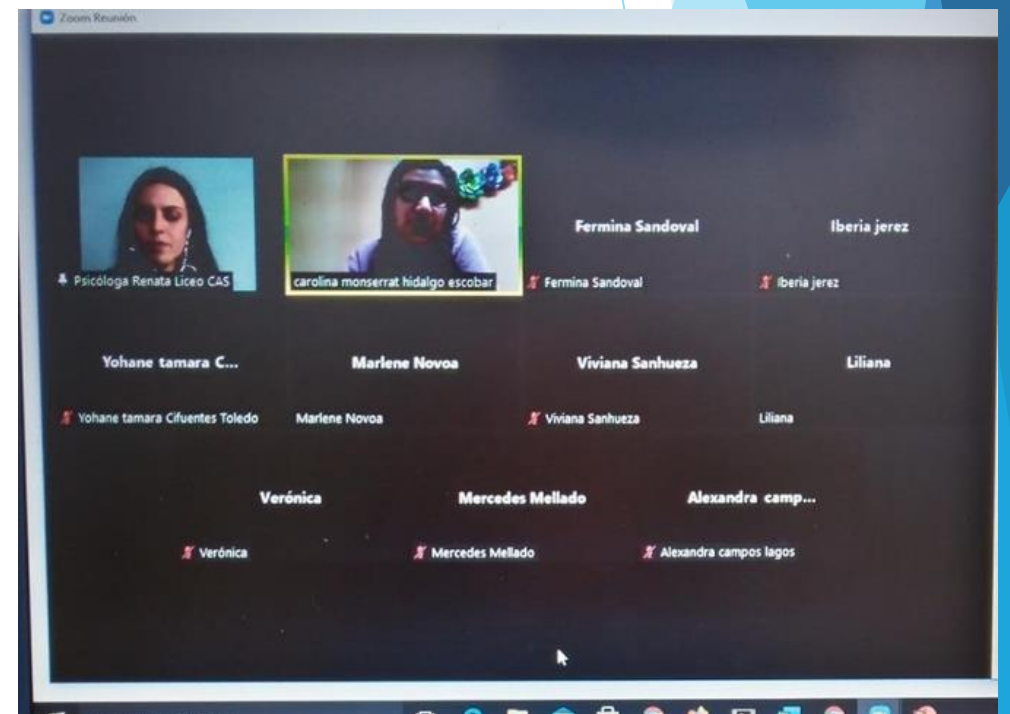 Zoom Reunión
Psicóloga Renata Liceo CAS
carolina monserrat hidalgo escobar
Fermina Sandoval
Fermina Sandoval
Iberia jerez
Iberia jerez
Yohane tamara C...
Yohane tamara Cifuentes Toledo
Marlene Novoa
Marlene Novoa
Viviana Sanhueza
Viviana Sanhueza
Liliana
Liliana
Verónica
Verónica
Mercedes Mellado
Mercedes Mellado
Alexandra camp...
Alexandra campos lagos